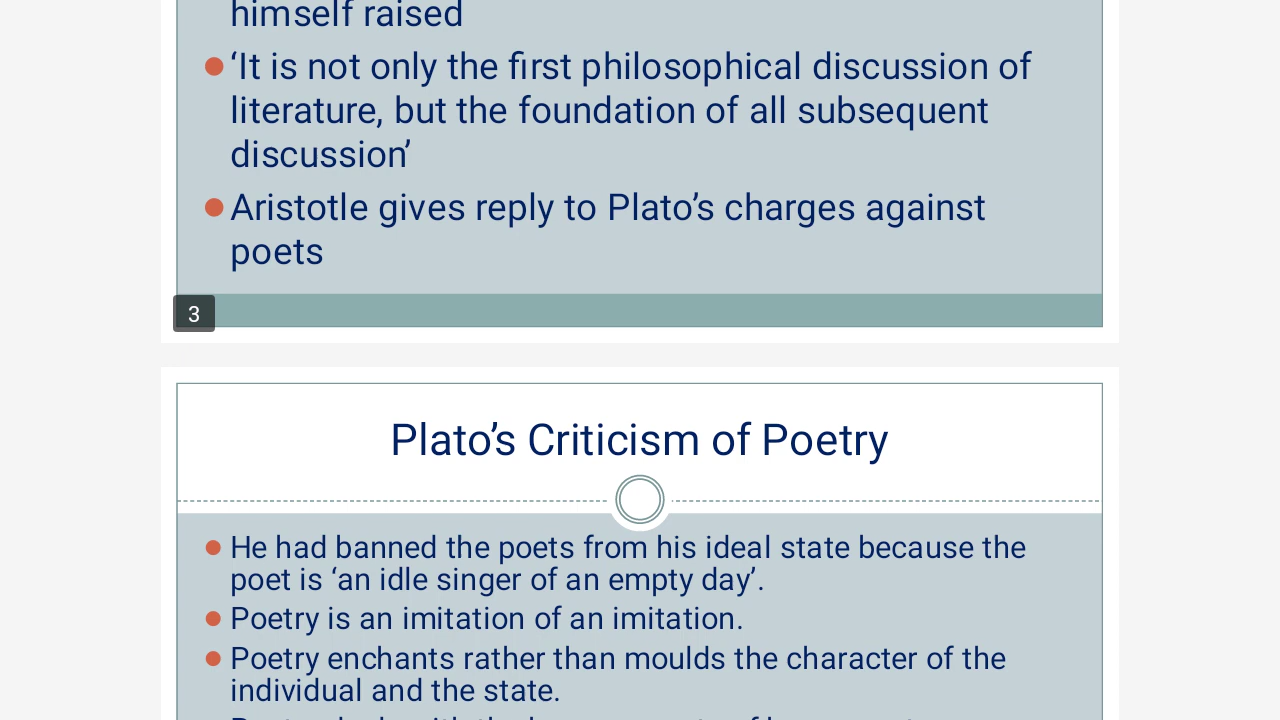 himself raised
‘It is not only the first philosophical discussion of
literature, but the foundation of all subsequent
discussion’
Aristotle gives reply to Plato’s charges against
poets
3
Plato’s Criticism of Poetry
He had banned the poets from his ideal state because the
poet is ‘an idle singer of an empty day’.
Poetry is an imitation of an imitation.
Poetry enchants rather than moulds the character of the
individual and the state.